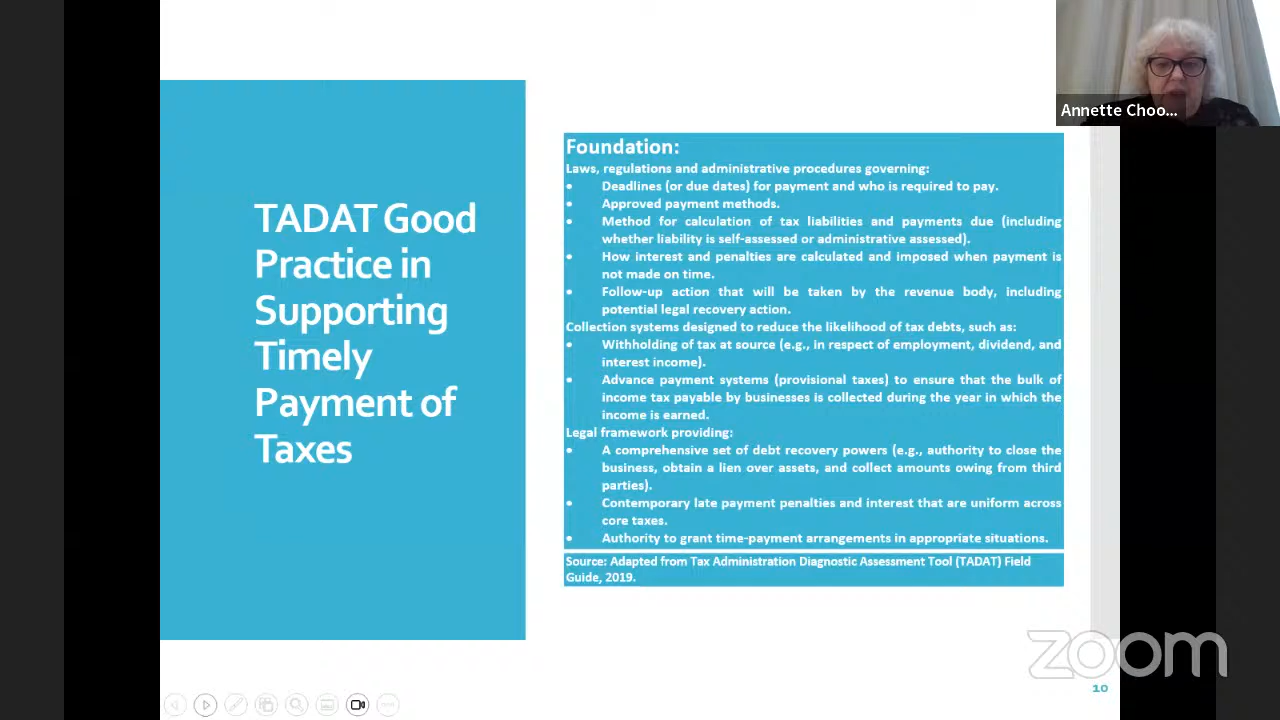 Annette Choo...
TADAT Good
Practice in
Supporting
Timely
Payment of
Taxes
Foundation:
Laws, regulations and administrative procedures governing:
• Deadlines (or due dates) for payment and who is required to pay.
• Approved payment methods.
• Method for calculation of tax liabilities and payments due (including
whether liability is self-assessed or administrative assessed).
• How interest and penalties are calculated and imposed when payment is
not made on time.
• Follow-up action that will be taken by the revenue body, including
potential legal recovery action.
Collection systems designed to reduce the likelihood of tax debts, such as:
• Withholding of tax at source (e.g., in respect of employment, dividend, and
interest income).
• Advance payment systems (provisional taxes) to ensure that the bulk of
income tax payable by businesses is collected during the year in which the
income is earned.
Legal framework providing:
• A comprehensive set of debt recovery powers (e.g., authority to close the
business, obtain a lien over assets, and collect amounts owing from third
parties).
• Contemporary late payment penalties and interest that are uniform across
core taxes.
• Authority to grant time-payment arrangements in appropriate situations.
Source: Adapted from Tax Administration Diagnostic Assessment Tool (TADAT) Field
Guide, 2019.
zoom
10